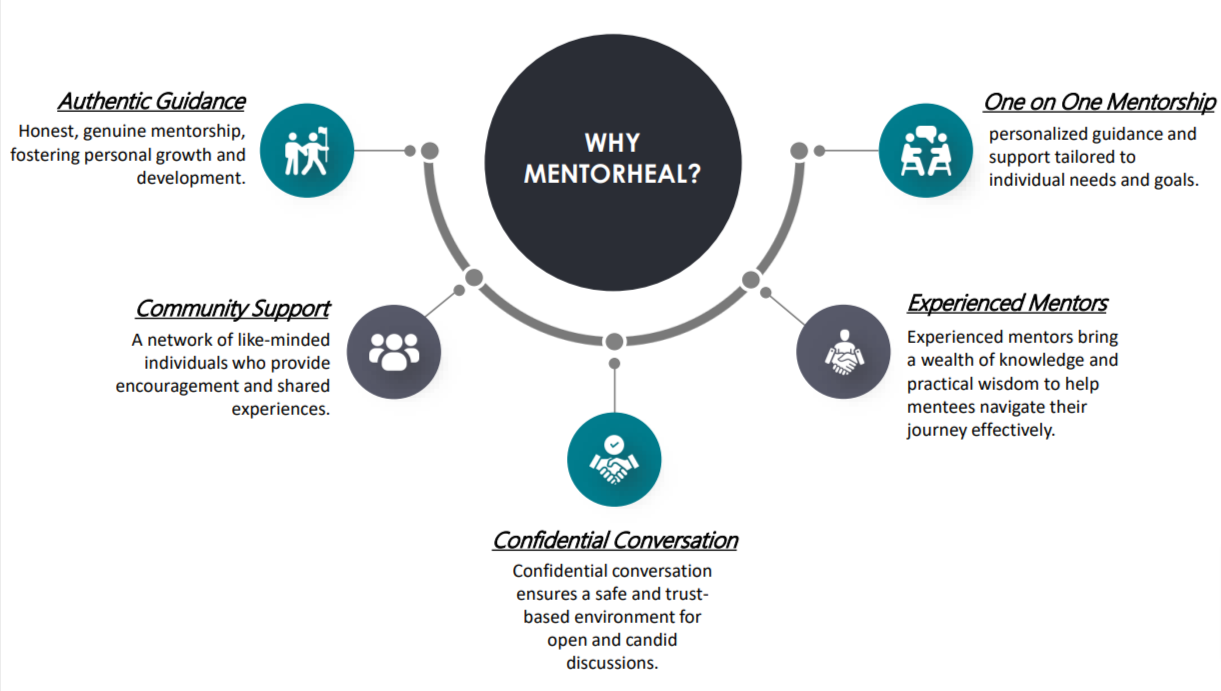 WHY
MENTORHEAL?
Authentic Guidance
Honest, genuine mentorship,
fostering personal growth and
development.
Community Support
A network of like-minded
individuals who provide
encouragement and shared
experiences.
Confidential Conversation
Confidential conversation
ensures a safe and trust-
based environment for
open and candid
discussions.
Experienced Mentors
Experienced mentors bring
a wealth of knowledge and
practical wisdom to help
mentees navigate their
journey effectively.
One on One Mentorship
personalized guidance and
support tailored to
individual needs and goals.